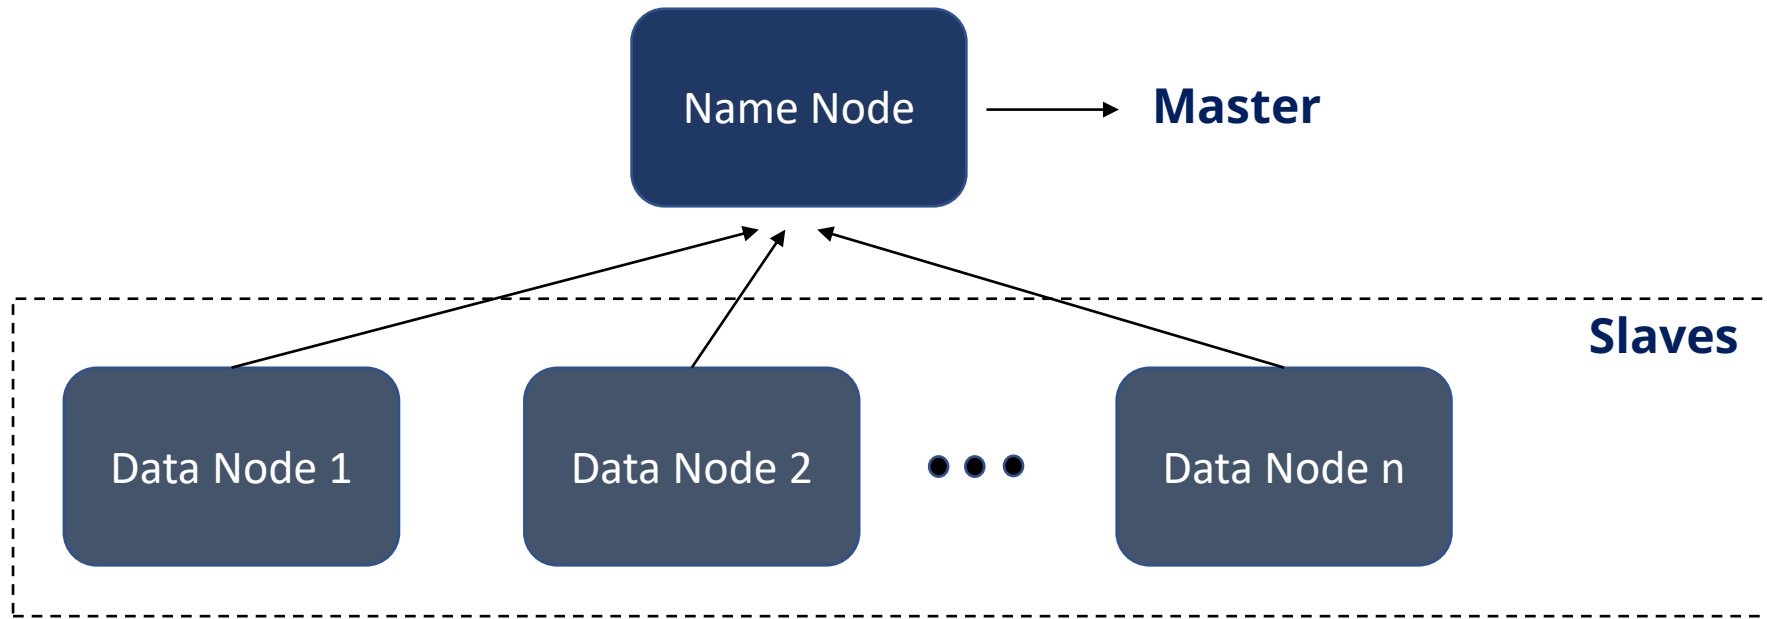 Name Node
Master
Slaves
Data Node 1
Data Node 2
Data Node n